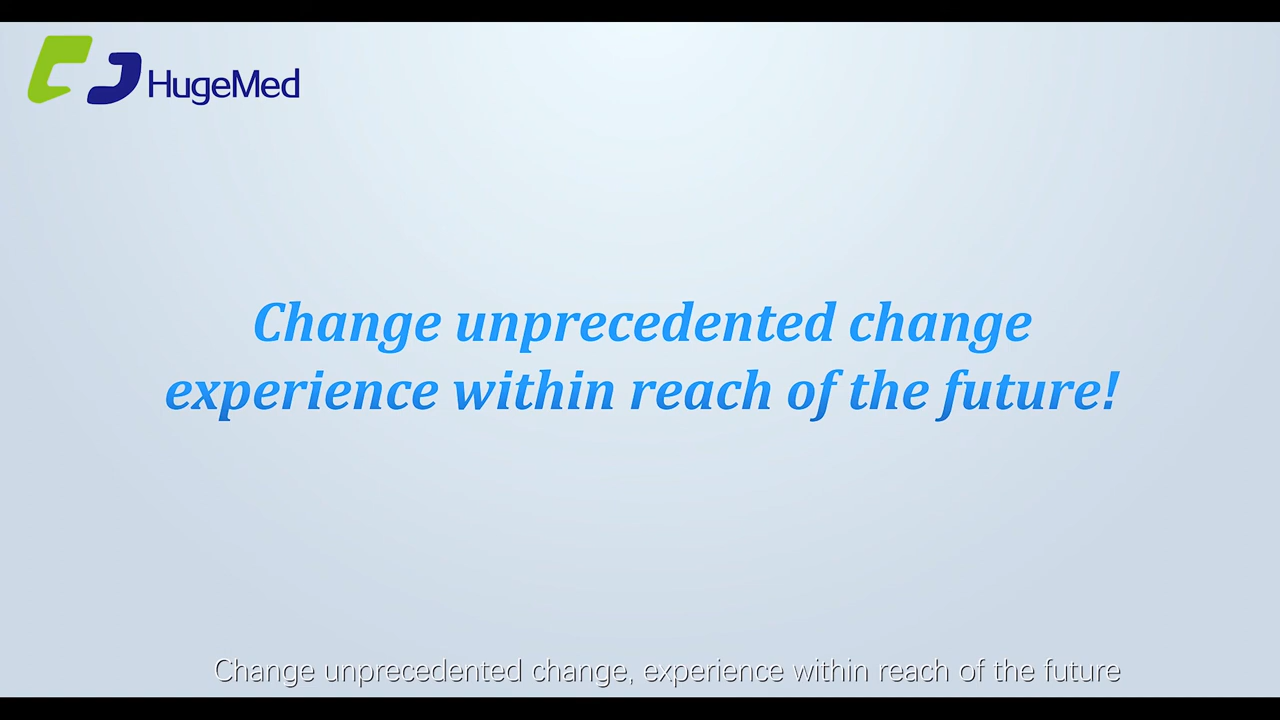 HugeMed
Change unprecedented change
experience within reach of the future!
Change unprecedented change, experience within reach of the future